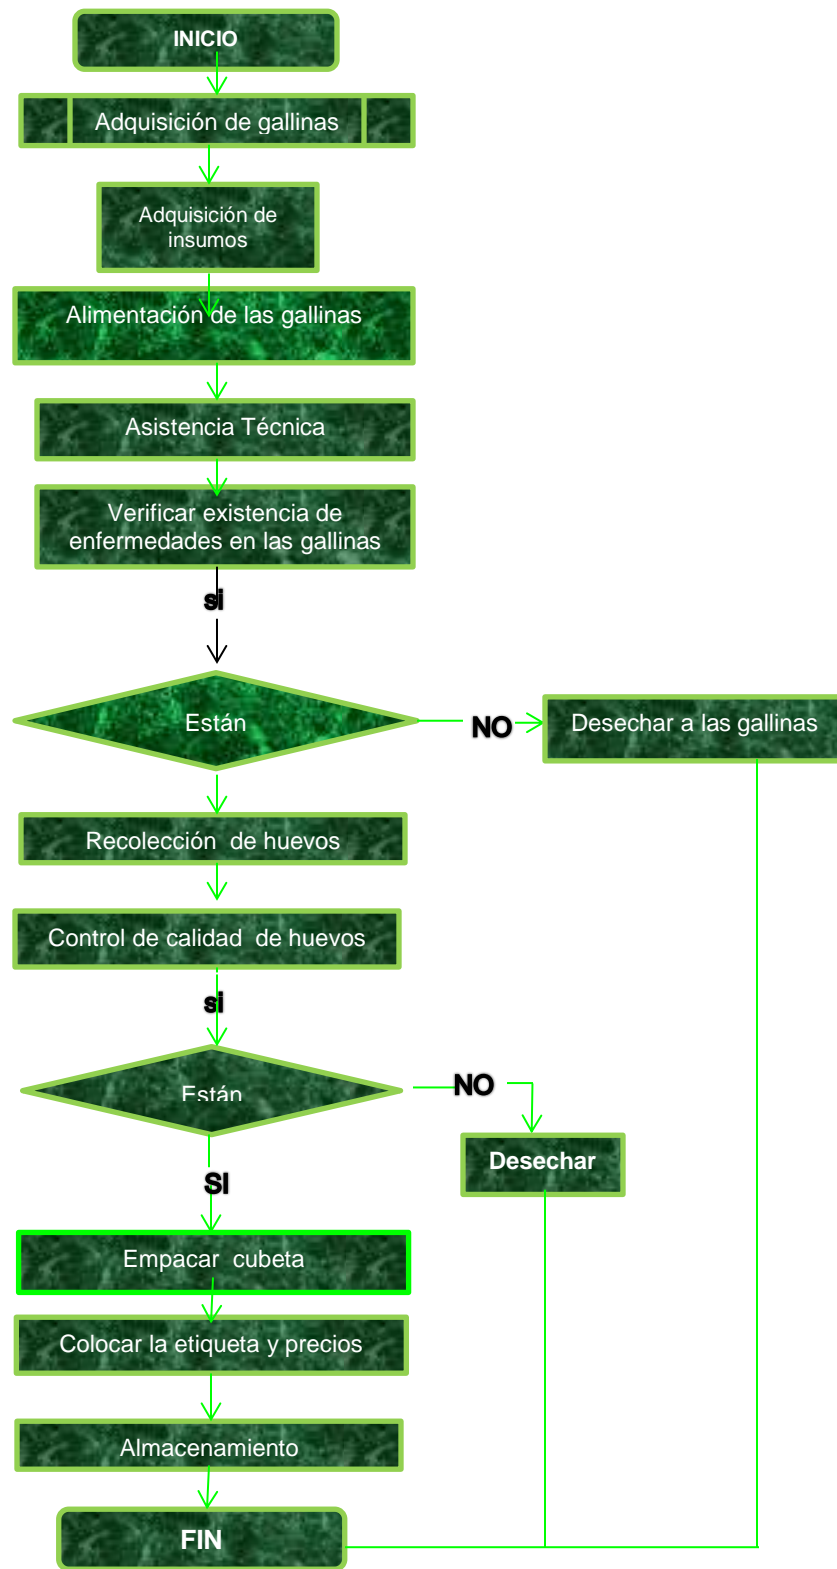 INICIO
Adquisición de gallinas
Adquisición de
insumos
Alimentación de las gallinas
Asistencia Técnica
Verificar existencia de
enfermedades en las gallinas
si
Están
NO
Desechar a las gallinas
Recolección de huevos
Control de calidad de huevos
si
Están
NO
Desechar
SI
Empacar cubeta
Colocar la etiqueta y precios
Almacenamiento
FIN